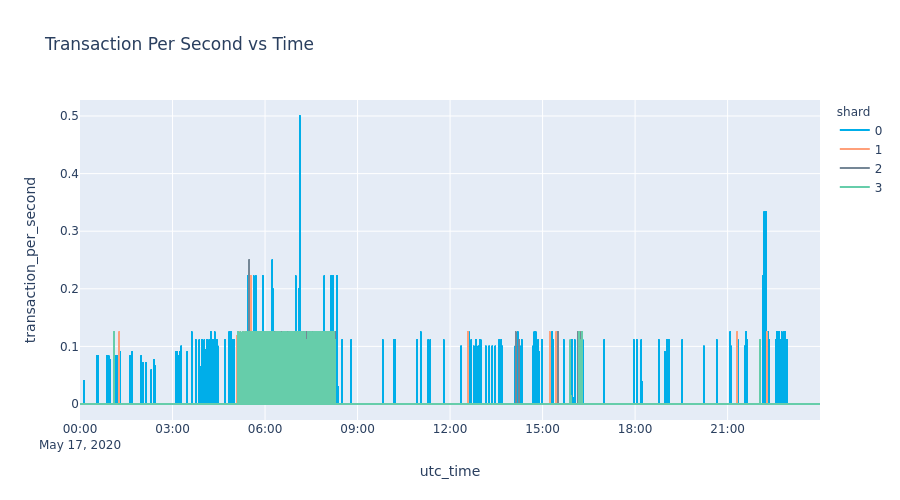 Transaction Per Second vs Time
shard
0
1
2
3
transaction_per_second
0.5
0.4
0.3
0.2
0.1
0
00:00 03:00 06:00 09:00 12:00 15:00 18:00 21:00
May 17, 2020
utc_time